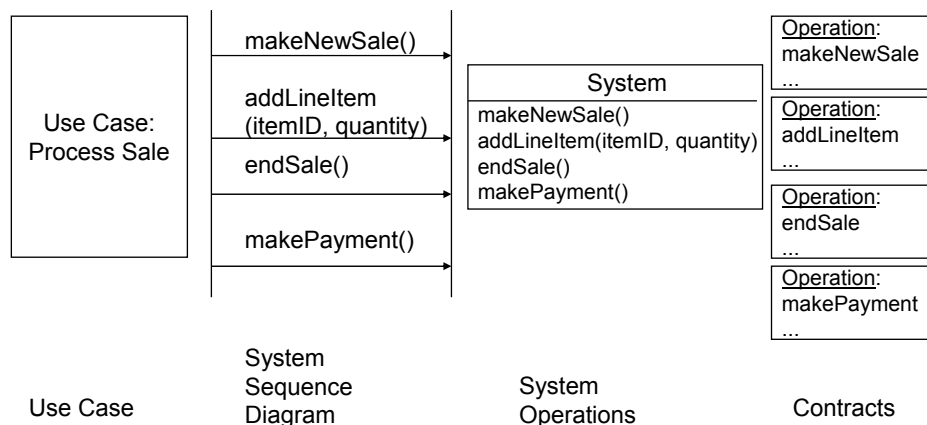 Use Case:
Process Sale
makeNewSale()
addLineItem
(itemID, quantity)
endSale()
makePayment()
System
makeNewSale()
addLineItem(itemID, quantity)
endSale()
makePayment()
Operation:
makeNewSale
...
Operation:
addLineItem
...
Operation:
endSale
...
Operation:
makePayment
...
Use Case
System
Sequence
Diagram
System
Operations
Contracts